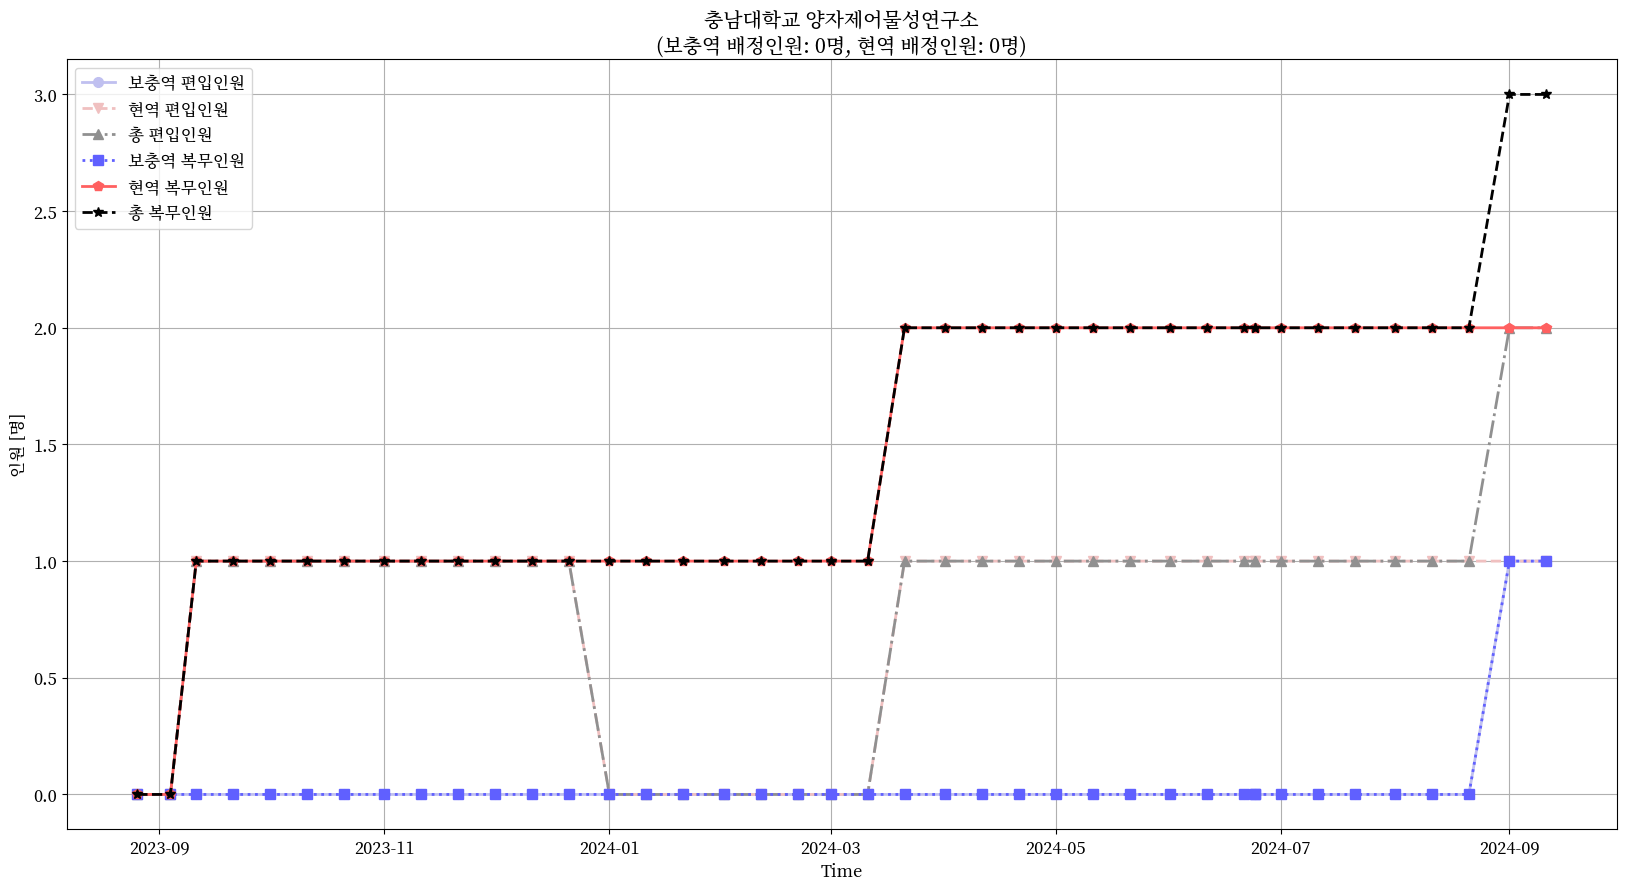 충남대학교 양자제어물성연구소
(보충역 배정인원: 0명, 현역 배정인원: 0명)
보충역 편입인원
현역 편입인원
총 편입인원
보충역 복무인원
현역 복무인원
총 복무인원
인원 [명]
3.0
2.5
2.0
1.5
1.0
0.5
0.0
2023-09
2023-11
2024-01
2024-03
2024-05
2024-07
2024-09
Time